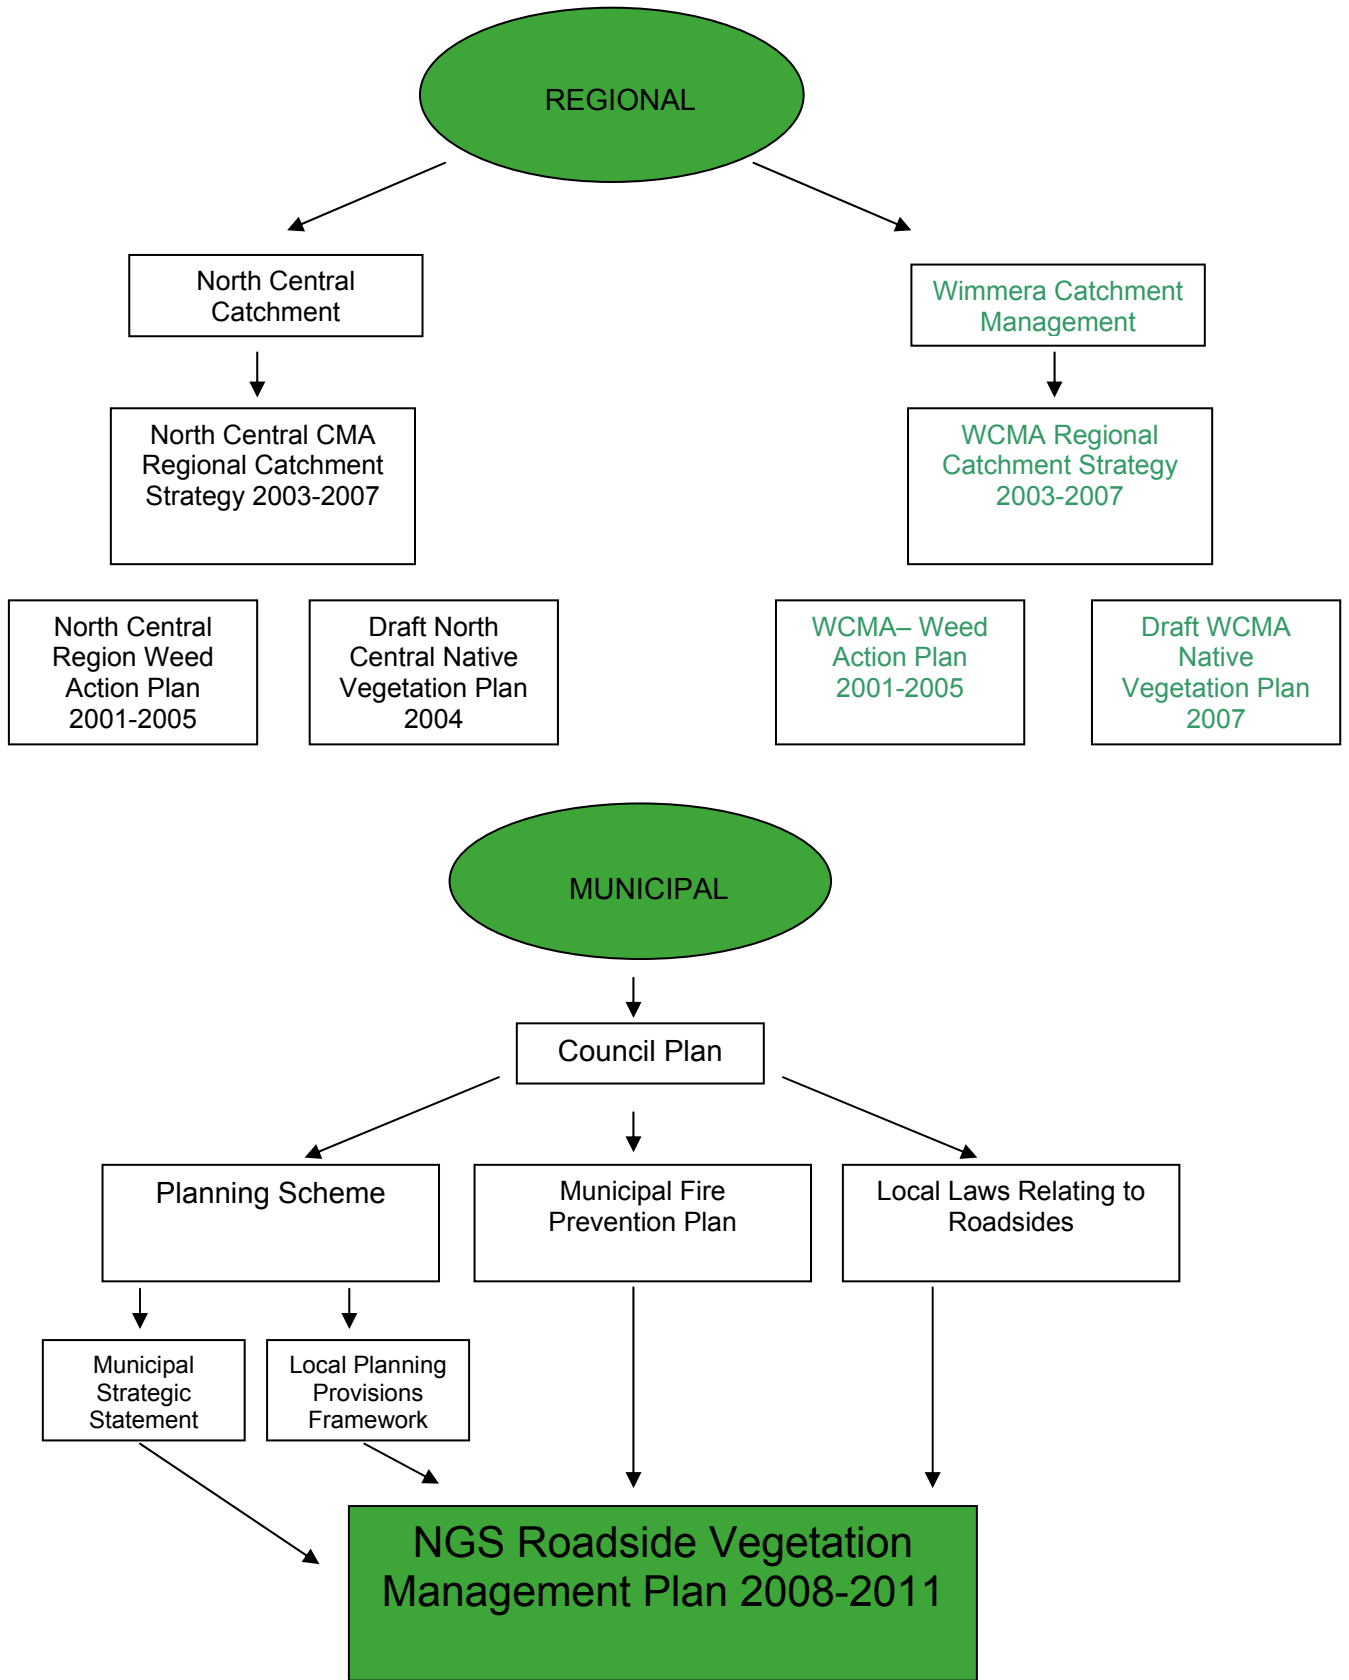 REGIONAL
North Central
Catchment
Wimmera Catchment
Management
North Central CMA
Regional Catchment
Strategy 2003-2007
WCMA Regional
Catchment Strategy
2003-2007
North Central
Region Weed
Action Plan
2001-2005
Draft North
Central Native
Vegetation Plan
2004
WCMA– Weed
Action Plan
2001-2005
Draft WCMA
Native
Vegetation Plan
2007
MUNICIPAL
Council Plan
Planning Scheme
Municipal Fire
Prevention Plan
Local Laws Relating to
Roadsides
Municipal
Strategic
Statement
Local Planning
Provisions
Framework
NGS Roadside Vegetation
Management Plan 2008-2011